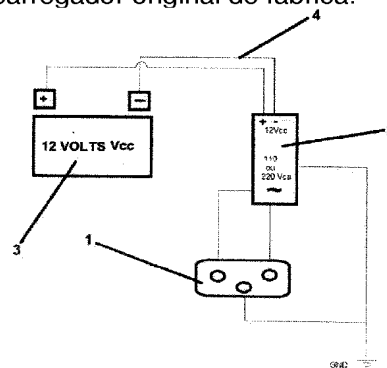 carregador original de fábrica.
4
+ -
+ -
12Vcc
12 VOLTS Vcc
110
ou
220 Vca
~
3
1
GND